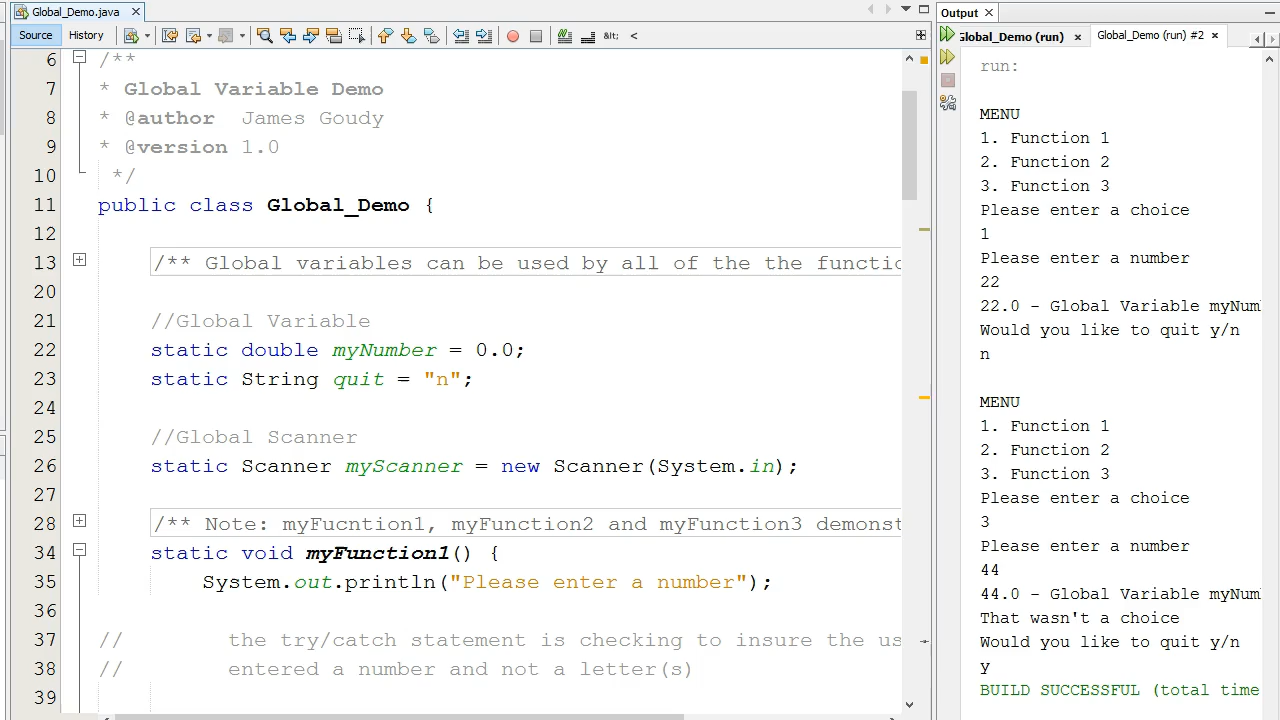 Global_Demo.java
Source History
6 /**
7 * Global Variable Demo
8 * @author James Goudy
9 * @version 1.0
10 */
11 public class Global_Demo {
12
13 /** Global variables can be used by all of the the functio
20
21 //Global Variable
22 static double myNumber = 0.0;
23 static String quit = "n";
24
25 //Global Scanner
26 static Scanner myScanner = new Scanner(System.in);
27
28 /** Note: myFucntion1, myFunction2 and myFunction3 demonst
34 static void myFunction1() {
35 System.out.println("Please enter a number");
36
37 // the try/catch statement is checking to insure the us
38 // entered a number and not a letter(s)
39
Output
Global_Demo (run) Global_Demo (run) #2
run:
MENU
1. Function 1
2. Function 2
3. Function 3
Please enter a choice
1
Please enter a number
22
22.0 - Global Variable myNum
Would you like to quit y/n
n
MENU
1. Function 1
2. Function 2
3. Function 3
Please enter a choice
3
Please enter a number
44
44.0 - Global Variable myNum
That wasn't a choice
Would you like to quit y/n
y
BUILD SUCCESSFUL (total time